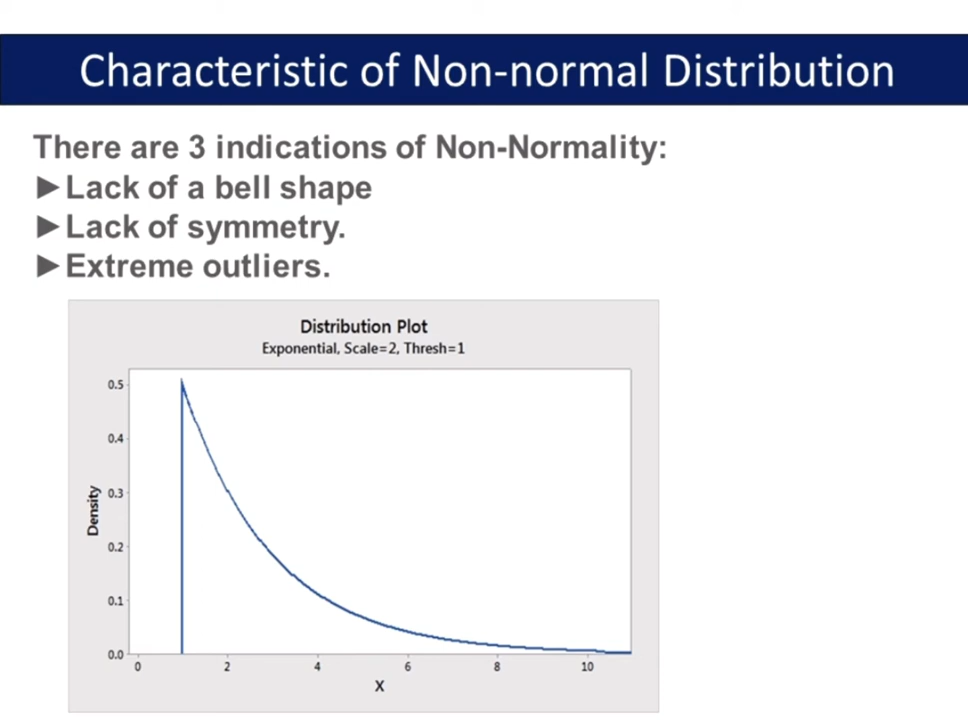 Characteristic of Non-normal Distribution
There are 3 indications of Non-Normality:
►Lack of a bell shape
►Lack of symmetry.
►Extreme outliers.
Distribution Plot
Exponential, Scale=2, Thresh=1
0.5
0.4
0.3
0.2
0.1
0.0
Density
0 2 4 6 8 10
X